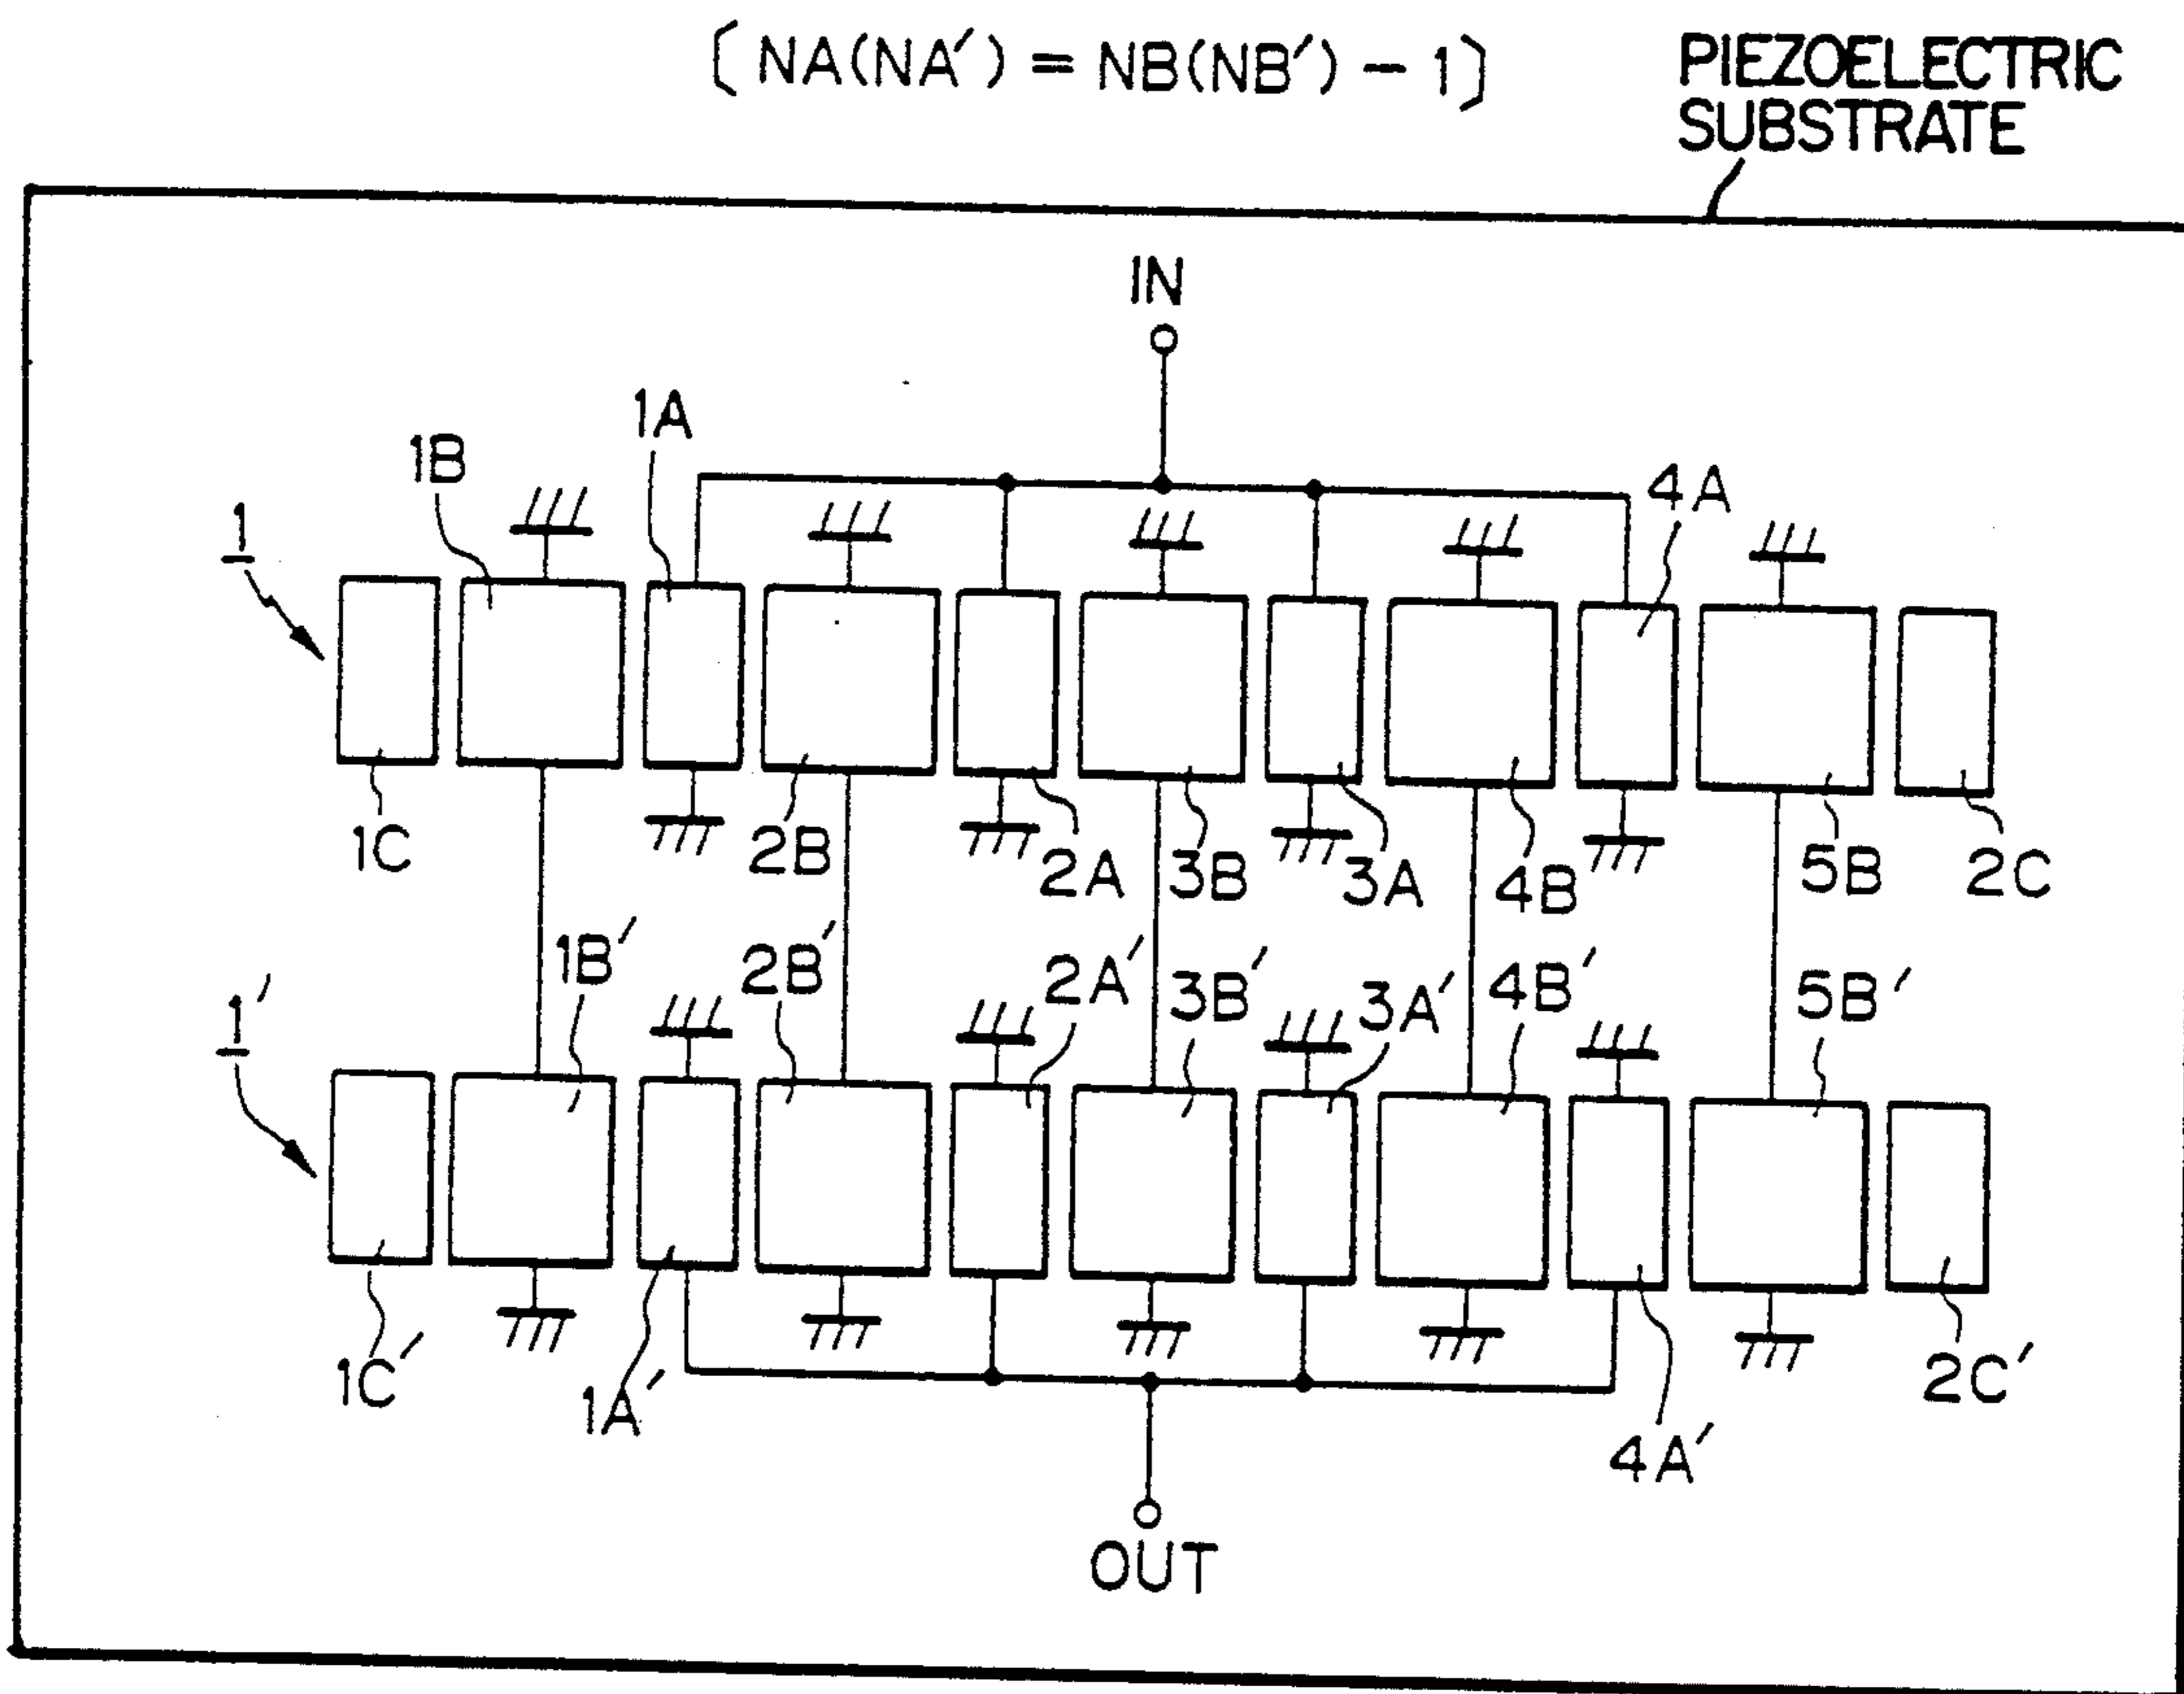 [NA(NA′) = NB(NB′) − 1]
PIEZOELECTRIC
SUBSTRATE
IN
1A
1B
4A
1
1C
2B
2A
3B
3A
4B
5B
2C
1B′
2B′
2A′
3B′
3A′
4B′
5B′
1′
1C′
1A′
2C′
4A′
OUT